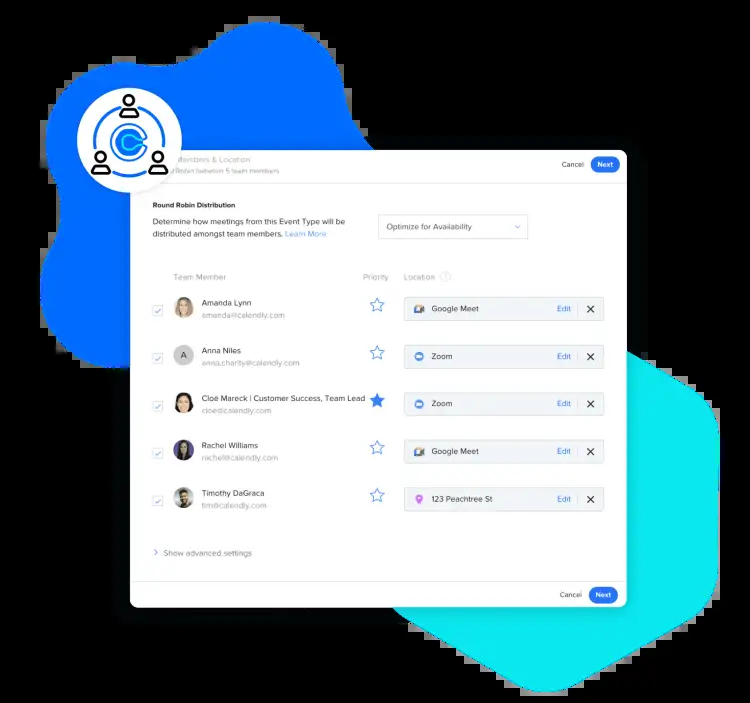 Members & Location
Robin between 5 team members
Cancel
Next
Round Robin Distribution
Determine how meetings from this Event Type will be
distributed amongst team members. Learn More
Optimize for Availability
Team Member
Priority
Location
Amanda Lynn
amanda@calendly.com
Google Meet
Edit
A
Anna Niles
anna.charity@calendly.com
Zoom
Edit
Cloé Mareck | Customer Success, Team Lead
cloe@calendly.com
Zoom
Edit
Rachel Williams
rachel@calendly.com
Google Meet
Edit
Timothy DaGraca
tim@calendly.com
123 Peachtree St
Edit
Show advanced settings
Cancel
Next